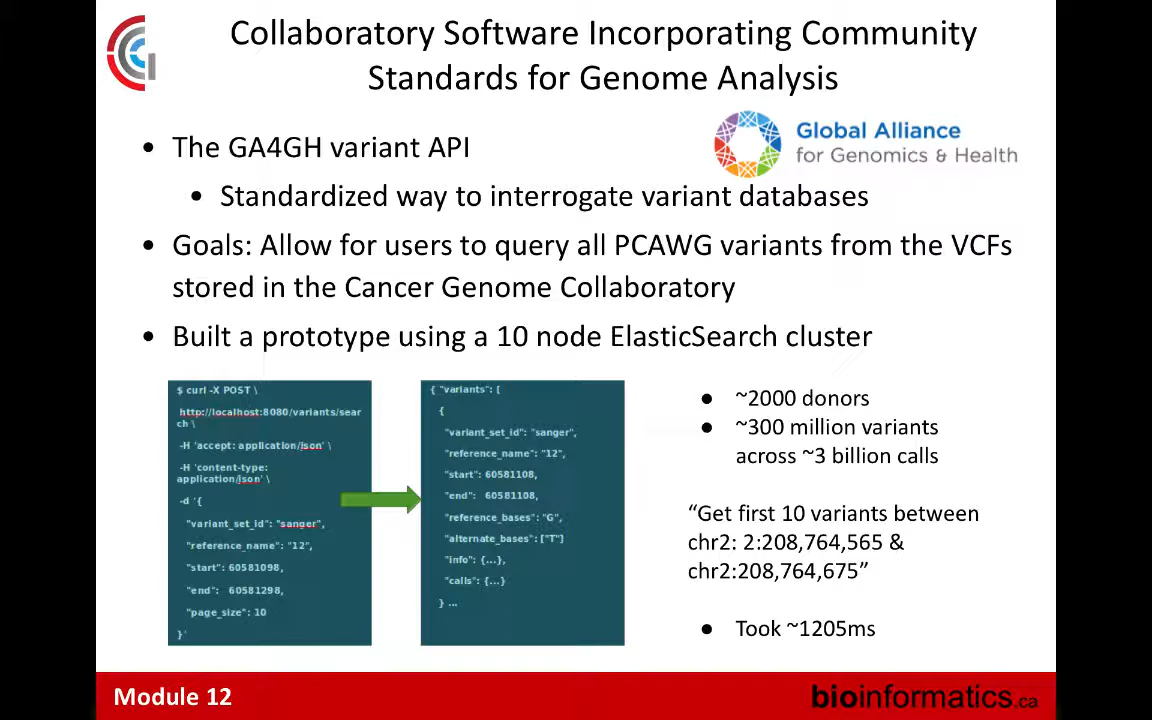 Collaboratory Software Incorporating Community
Standards for Genome Analysis
• The GA4GH variant API
Global Alliance
for Genomics & Health
• Standardized way to interrogate variant databases
• Goals: Allow for users to query all PCAWG variants from the VCFs
stored in the Cancer Genome Collaboratory
• Built a prototype using a 10 node ElasticSearch cluster
$ curl -X POST \
http://localhost:8080/variants/sear
ch \
-H 'accept: application/json' \
-H 'content-type:
application/json' \
-d '{
"variant_set_id": "sanger",
"reference_name": "12",
"start": 60581098,
"end": 60581298,
"page_size": 10
}'
{ "variants": [
{
"variant_set_id": "sanger",
"reference_name": "12",
"start": 60581108,
"end": 60581108,
"reference_bases": "G",
"alternate_bases": ["T"]
"info": {...},
"calls": {...}
} ...
● ~2000 donors
● ~300 million variants
across ~3 billion calls
“Get first 10 variants between
chr2: 2:208,764,565 &
chr2:208,764,675”
● Took ~1205ms
Module 12
bioinformatics.ca